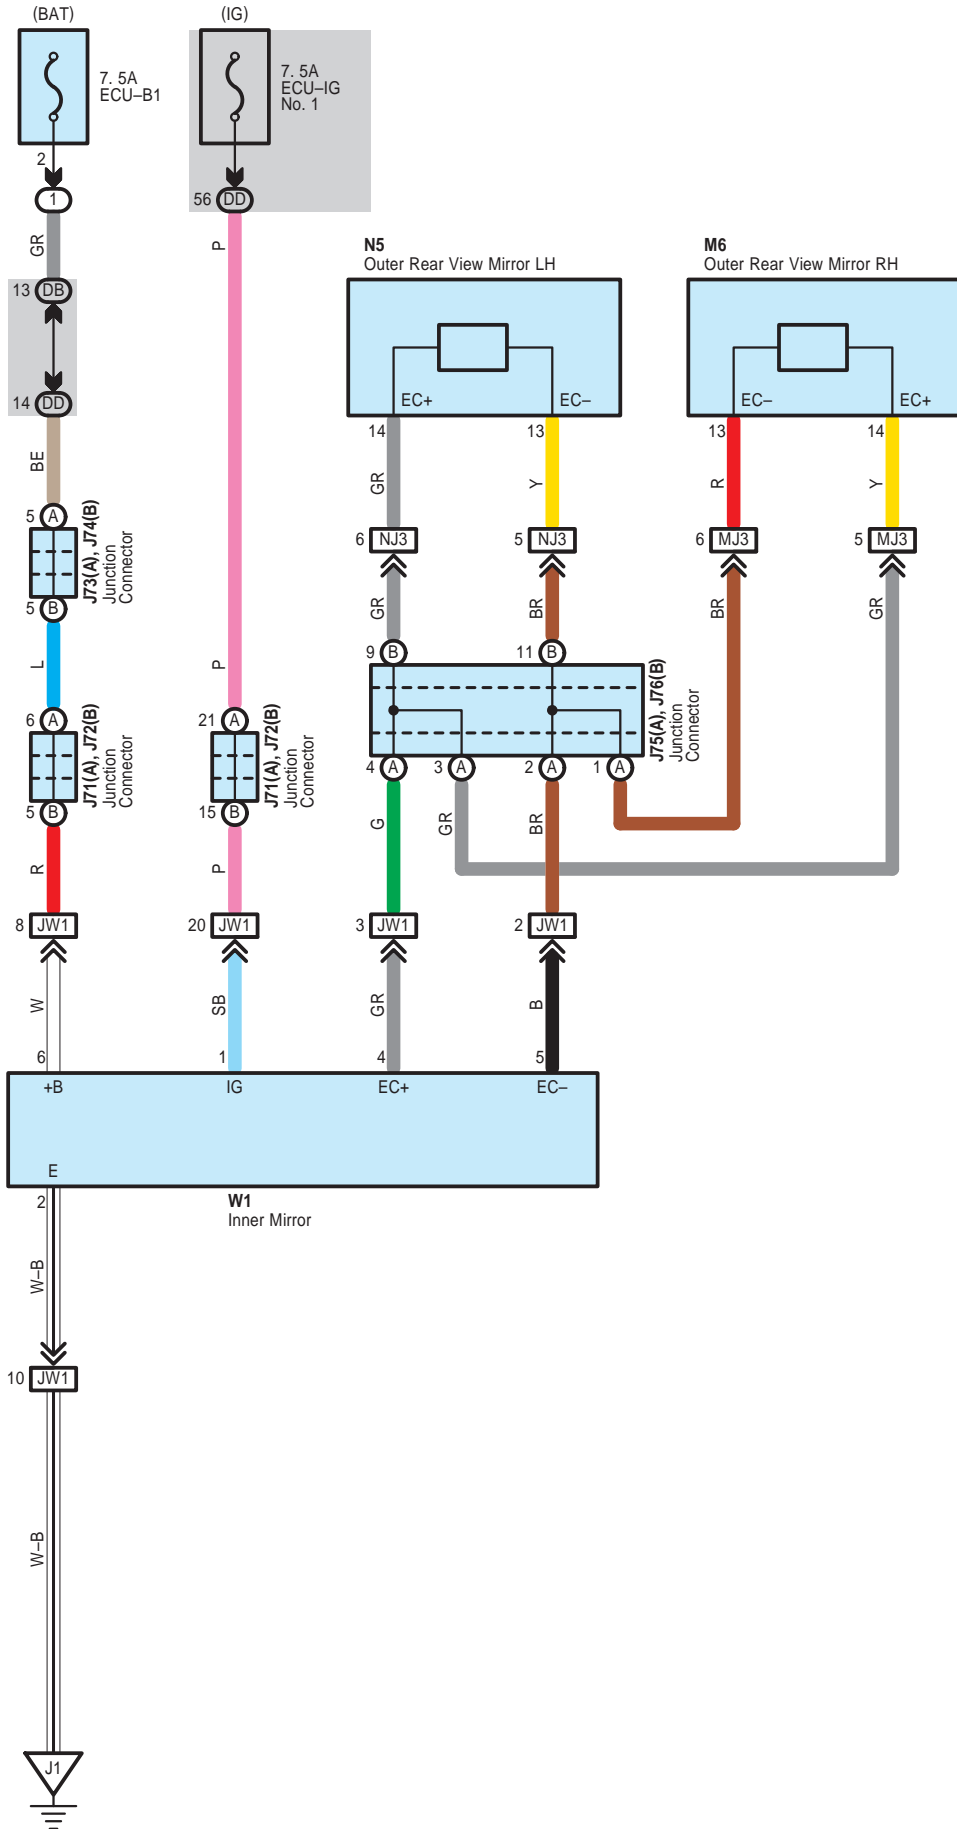 (BAT)
(IG)
7. 5A
ECU–B1
7. 5A
ECU–IG
No. 1
2
1
56 DD
GR
P
N5
Outer Rear View Mirror LH
M6
Outer Rear View Mirror RH
13 DB
14 DD
EC+
EC–
EC–
EC+
14
13
13
14
BE
GR
Y
R
Y
5 A
J73(A), J74(B)
Junction
Connector
5 B
6 NJ3
5 NJ3
6 MJ3
5 MJ3
GR
BR
BR
GR
L
P
9 B
11 B
J75(A), J76(B)
Junction
Connector
6 A
J71(A), J72(B)
Junction
Connector
5 B
21 A
J71(A), J72(B)
Junction
Connector
15 B
4 A
3 A
2 A
1 A
R
P
G
GR
BR
8 JW1
20 JW1
3 JW1
2 JW1
W
SB
GR
B
6
1
4
5
+B
IG
EC+
EC–
E
2
W1
Inner Mirror
W–B
10 JW1
W–B
J1